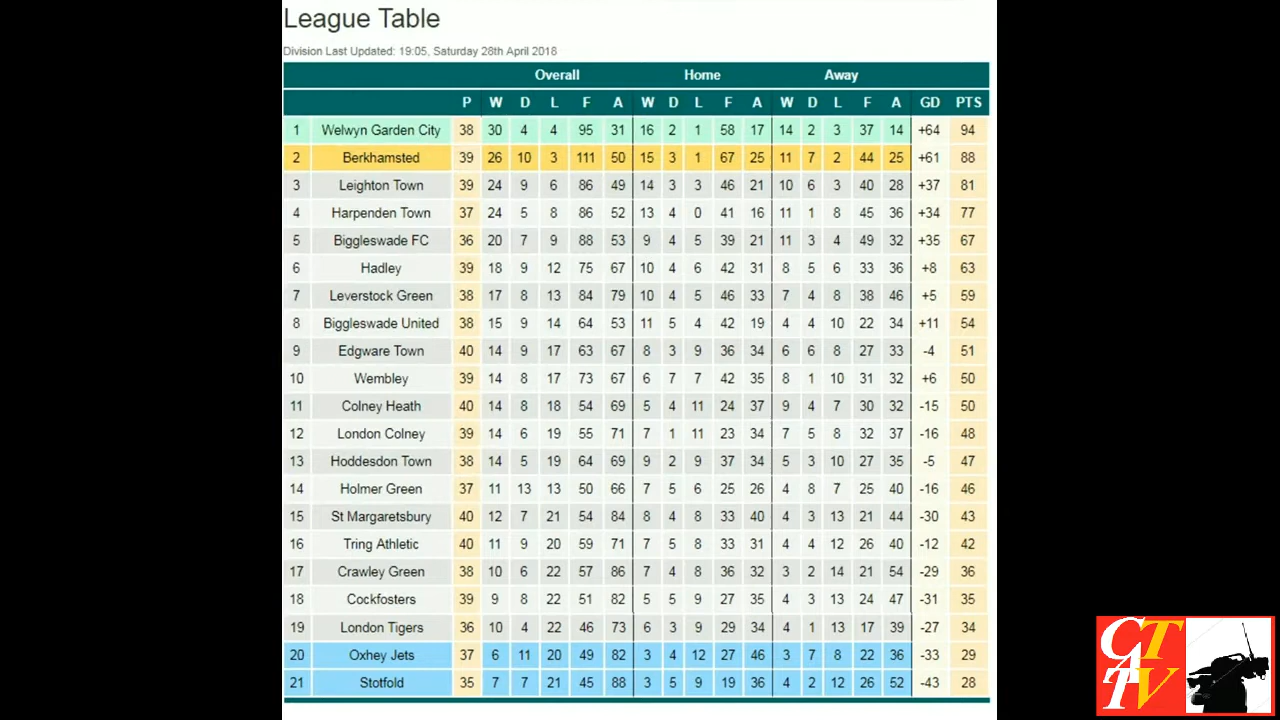 League Table
Division Last Updated: 19:05, Saturday 28th April 2018
Overall Home Away
P W D L F A W D L F A W D L F A GD PTS
1 Welwyn Garden City 38 30 4 4 95 31 16 2 1 58 17 14 2 3 37 14 +64 94
2 Berkhamsted 39 26 10 3 111 50 15 3 1 67 25 11 7 2 44 25 +61 88
3 Leighton Town 39 24 9 6 86 49 14 3 3 46 21 10 6 3 40 28 +37 81
4 Harpenden Town 37 24 5 8 86 52 13 4 0 41 16 11 1 8 45 36 +34 77
5 Biggleswade FC 36 20 7 9 88 53 9 4 5 39 21 11 3 4 49 32 +35 67
6 Hadley 39 18 9 12 75 67 10 4 6 42 31 8 5 6 33 36 +8 63
7 Leverstock Green 38 17 8 13 84 79 10 4 5 46 33 7 4 8 38 46 +5 59
8 Biggleswade United 38 15 9 14 64 53 11 5 4 42 19 4 4 10 22 34 +11 54
9 Edgware Town 40 14 9 17 63 67 8 3 9 36 34 6 6 8 27 33 -4 51
10 Wembley 39 14 8 17 73 67 6 7 7 42 35 8 1 10 31 32 +6 50
11 Colney Heath 40 14 8 18 54 69 5 4 11 24 37 9 4 7 30 32 -15 50
12 London Colney 39 14 6 19 55 71 7 1 11 23 34 7 5 8 32 37 -16 48
13 Hoddesdon Town 38 14 5 19 64 69 9 2 9 37 34 5 3 10 27 35 -5 47
14 Holmer Green 37 11 13 13 50 66 7 5 6 25 26 4 8 7 25 40 -16 46
15 St Margaretsbury 40 12 7 21 54 84 8 4 8 33 40 4 3 13 21 44 -30 43
16 Tring Athletic 40 11 9 20 59 71 7 5 8 33 31 4 4 12 26 40 -12 42
17 Crawley Green 38 10 6 22 57 86 7 4 8 36 32 3 2 14 21 54 -29 36
18 Cockfosters 39 9 8 22 51 82 5 5 9 27 35 4 3 13 24 47 -31 35
19 London Tigers 36 10 4 22 46 73 6 3 9 29 34 4 1 13 17 39 -27 34
20 Oxhey Jets 37 6 11 20 49 82 3 4 12 27 46 3 7 8 22 36 -33 29
21 Stotfold 35 7 7 21 45 88 3 5 9 19 36 4 2 12 26 52 -43 28
CTATV